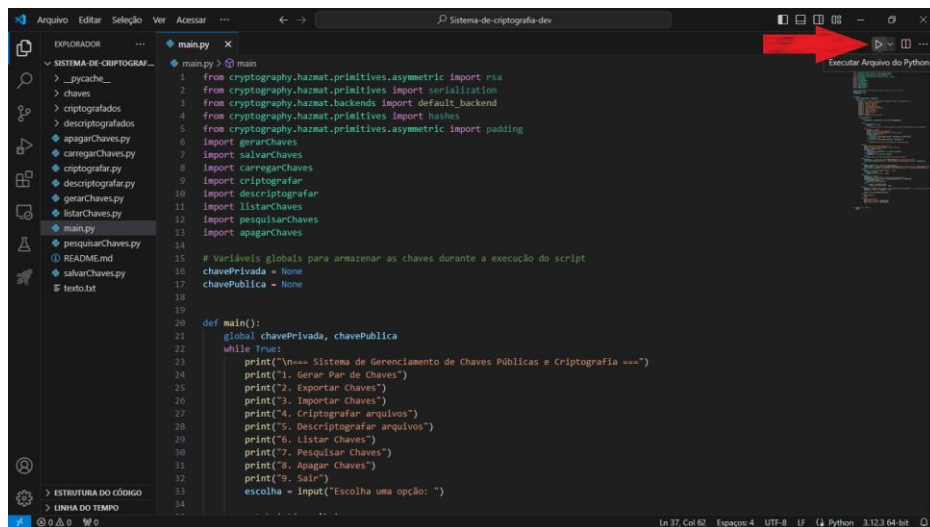 Arquivo Editar Seleção Ver Acessar ··· Sistema-de-criptografia-dev
EXPLORADOR ···
SISTEMA-DE-CRIPTOGRAF...
> _pycache_
> chaves
> criptografados
> descriptografados
apagarChaves.py
carregarChaves.py
criptografar.py
descriptografar.py
gerarChaves.py
listarChaves.py
main.py
pesquisarChaves.py
README.md
salvarChaves.py
texto.txt
> ESTRUTURA DO CÓDIGO
> LINHA DO TEMPO
main.py ×
Executar Arquivo do Python
main.py > main
1 from cryptography.hazmat.primitives.asymmetric import rsa
2 from cryptography.hazmat.primitives import serialization
3 from cryptography.hazmat.backends import default_backend
4 from cryptography.hazmat.primitives import hashes
5 from cryptography.hazmat.primitives.asymmetric import padding
6 import gerarChaves
7 import salvarChaves
8 import carregarChaves
9 import criptografar
10 import descriptografar
11 import listarChaves
12 import pesquisarChaves
13 import apagarChaves
14
15 # Variáveis globais para armazenar as chaves durante a execução do script
16 chavePrivada = None
17 chavePublica = None
18
19
20 def main():
21 global chavePrivada, chavePublica
22 while True:
23 print("\n=== Sistema de Gerenciamento de Chaves Públicas e Criptografia ===")
24 print("1. Gerar Par de Chaves")
25 print("2. Exportar Chaves")
26 print("3. Importar Chaves")
27 print("4. Criptografar arquivos")
28 print("5. Descriptografar arquivos")
29 print("6. Listar Chaves")
30 print("7. Pesquisar Chaves")
31 print("8. Apagar Chaves")
32 print("9. Sair")
33 escolha = input("Escolha uma opção: ")
34
0 0 0 Ln 37, Col 62 Espaços: 4 UTF-8 LF Python 3.12.3 64-bit